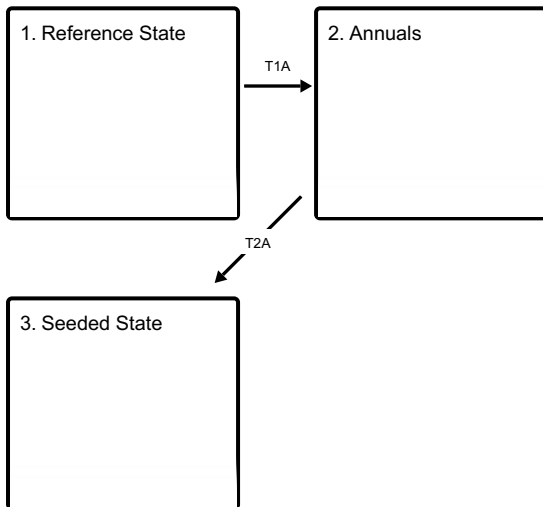 1. Reference State
T1A
2. Annuals
T2A
3. Seeded State